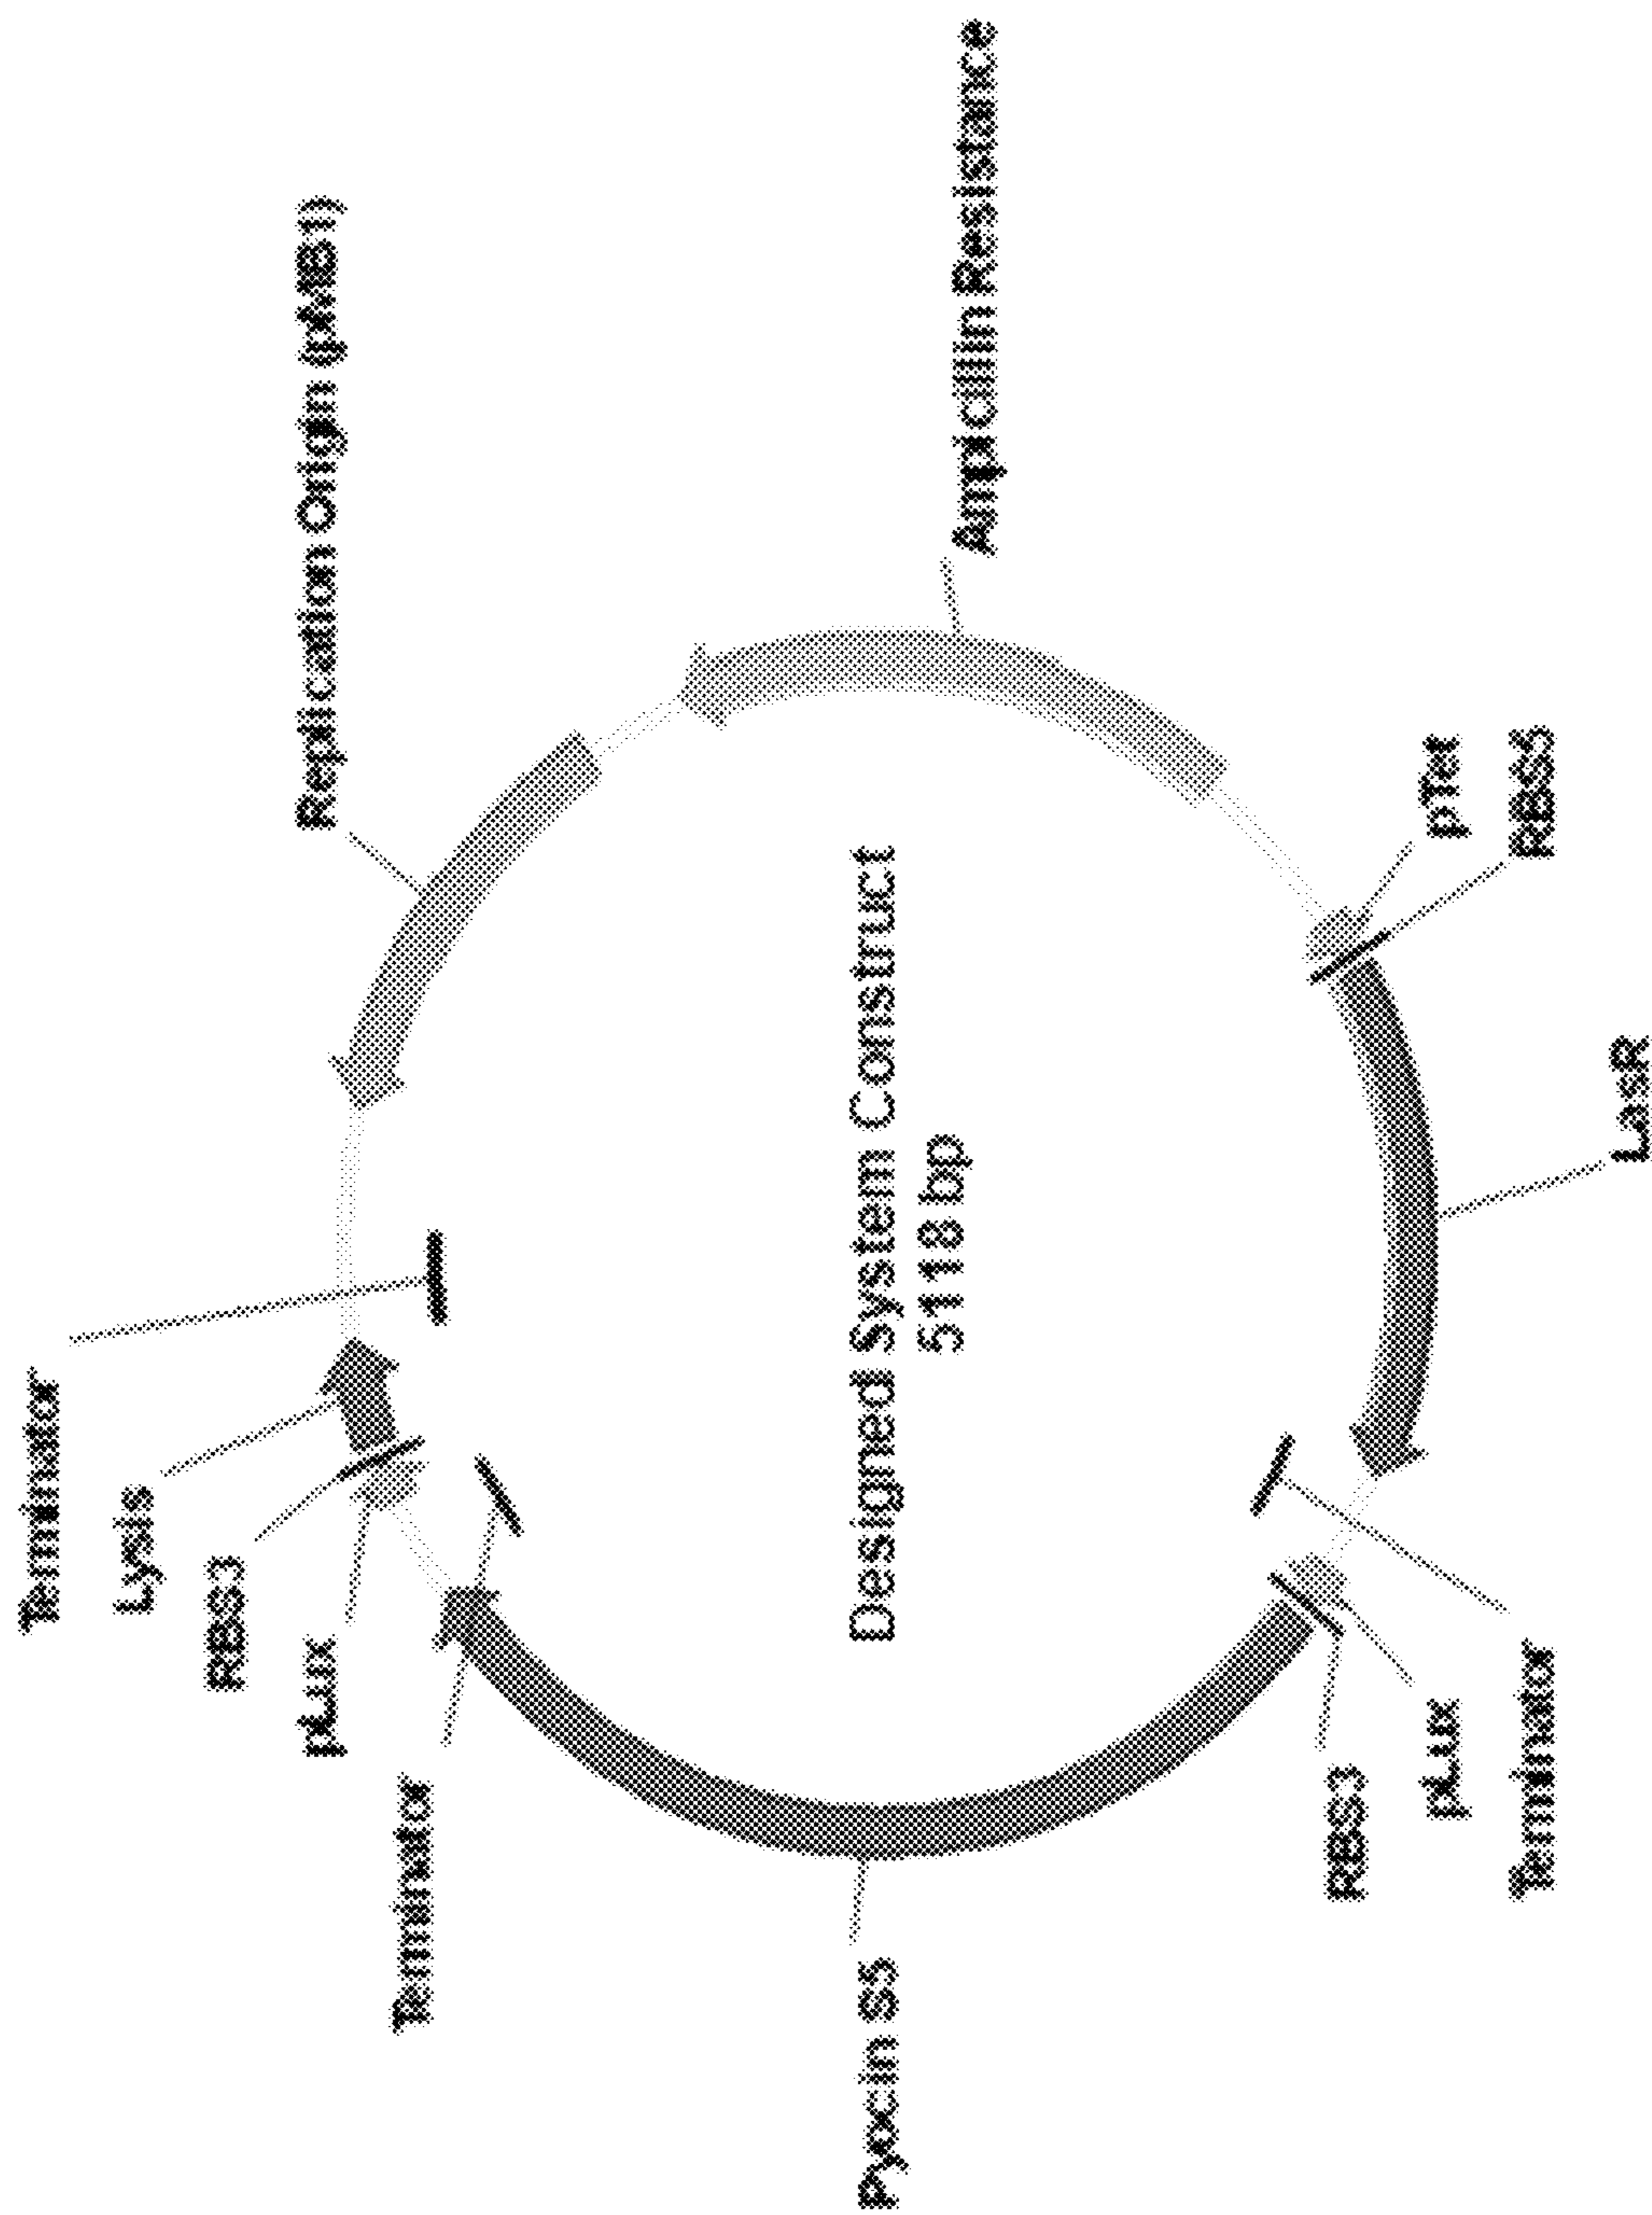 Terminator
Lysis
RBS3
pLux
Terminator
Replication Origin (pMB1)
Pyocin S5
Designed System Construct
5118 bp
Ampicillin Resistance
RBS3
pLux
Terminator
pTet
RBS5
LasR